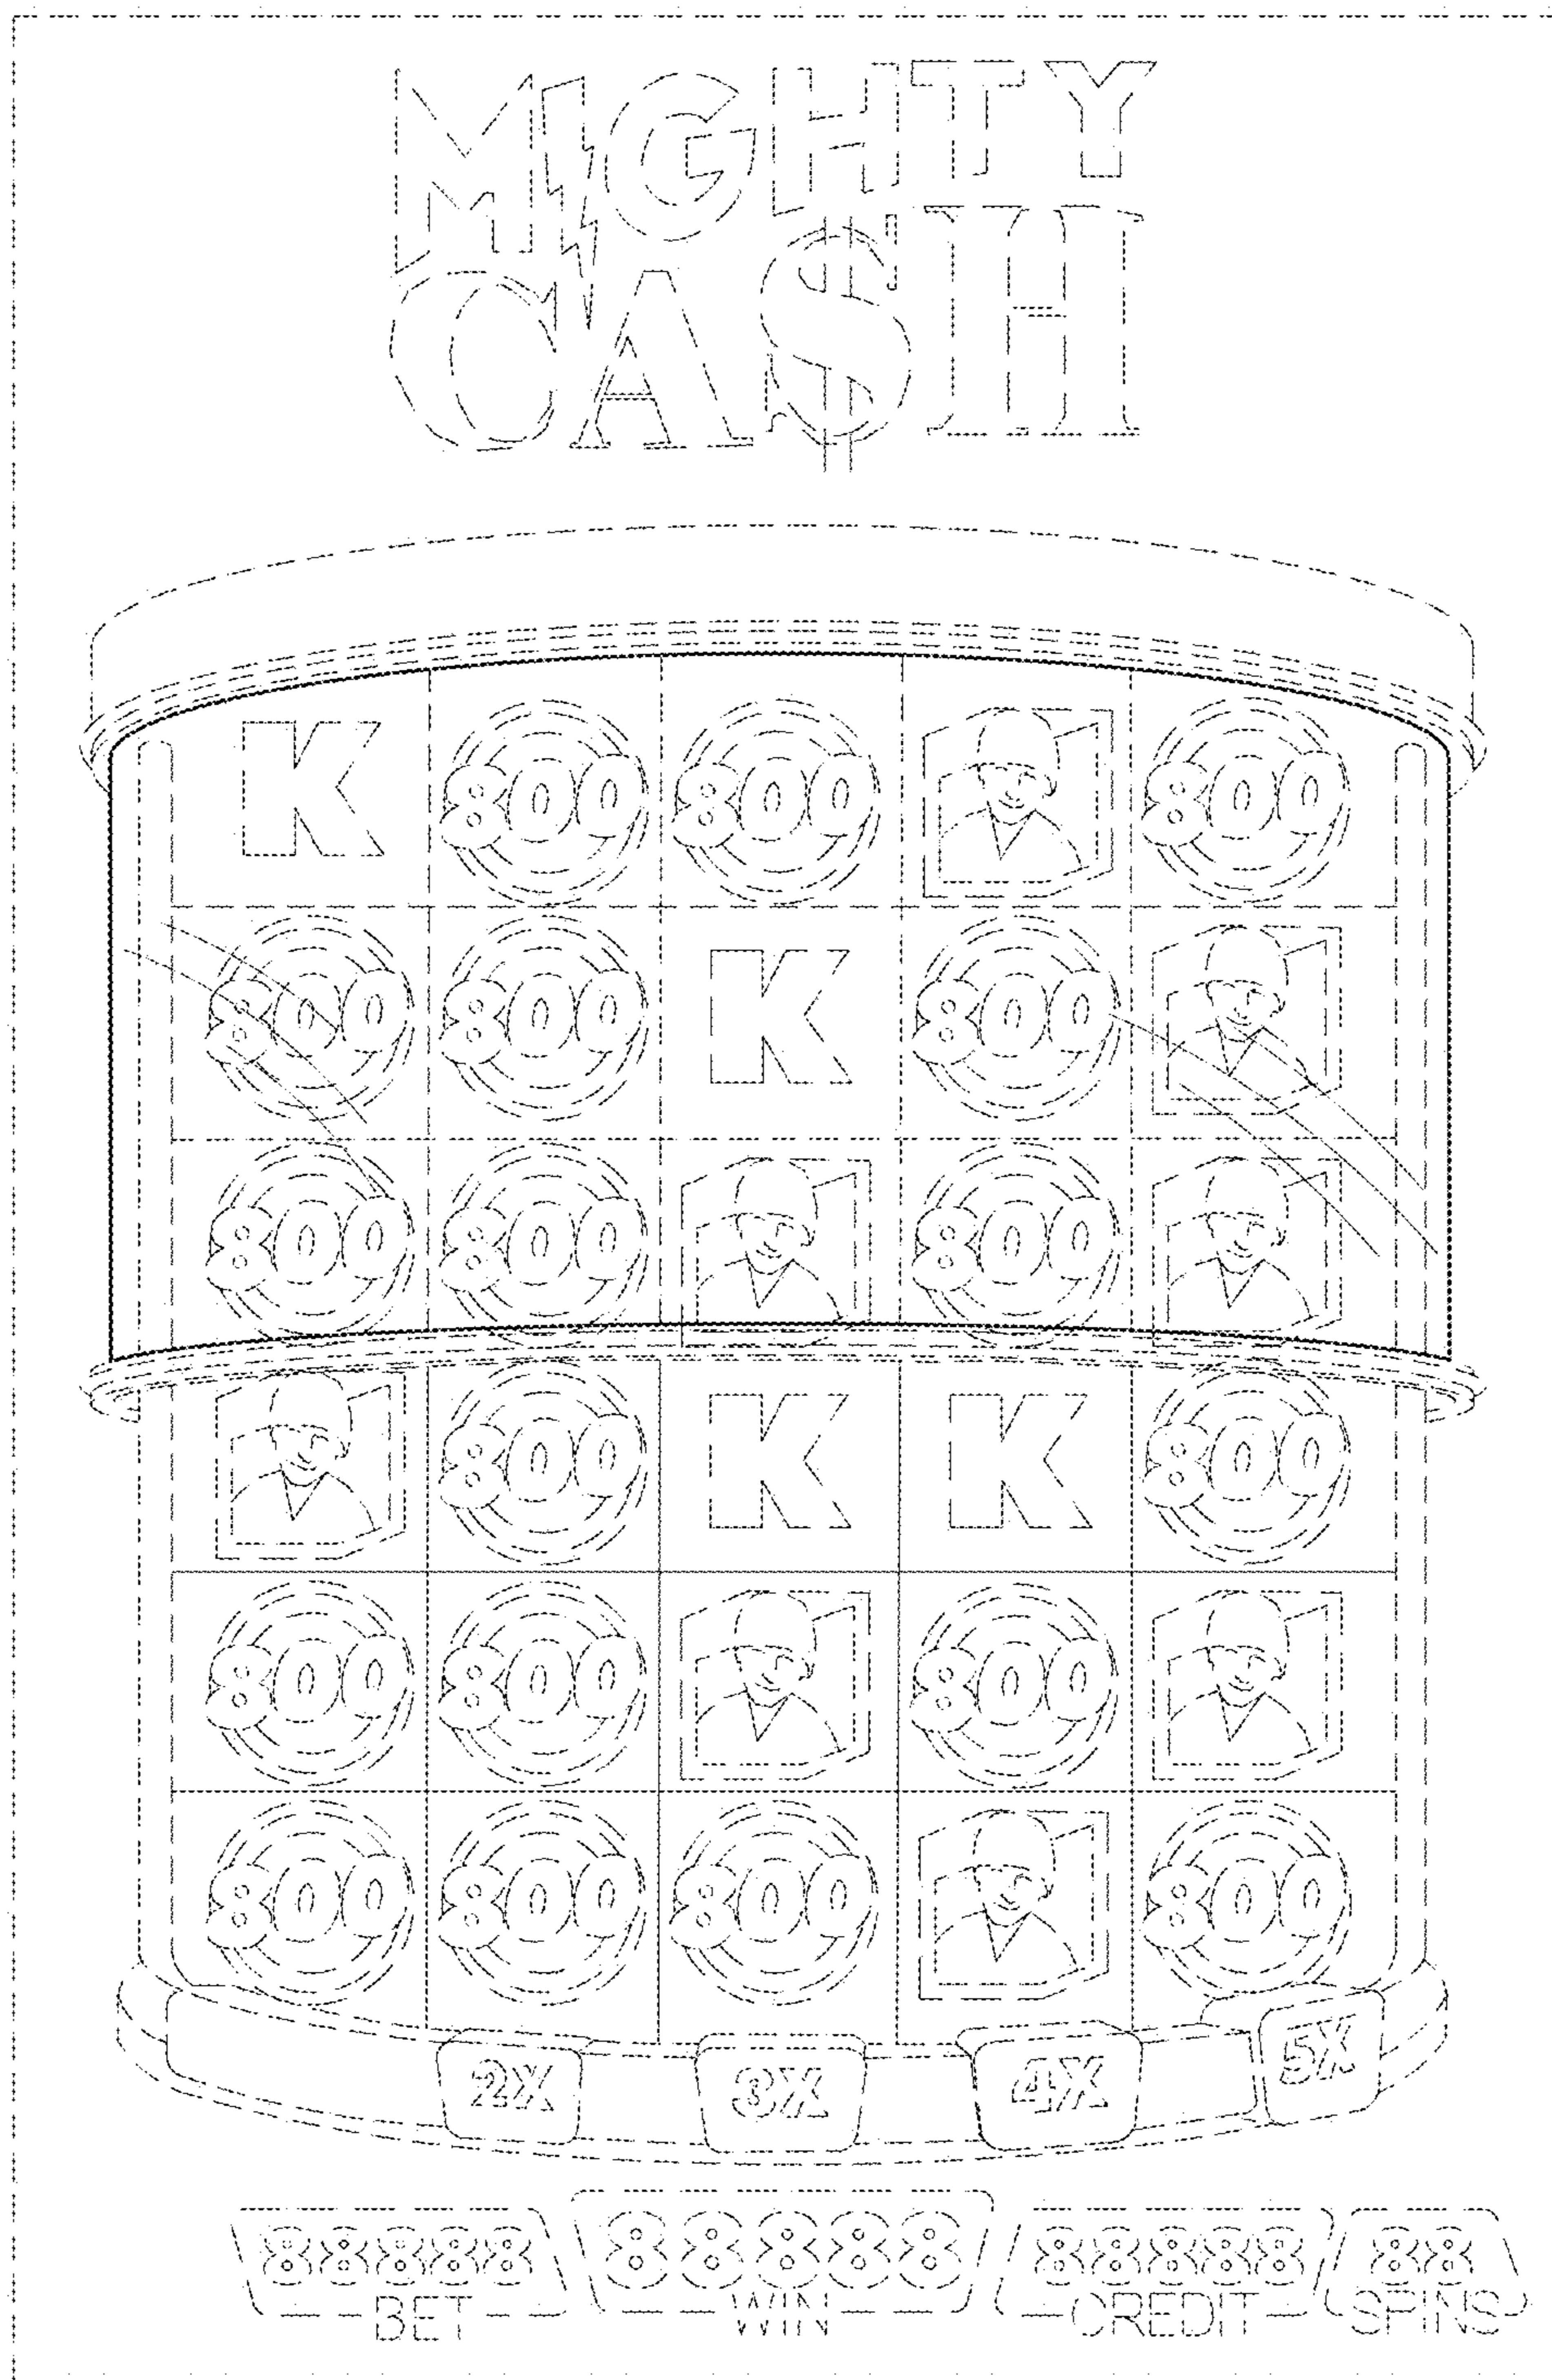 MIGHTY
CA$H
K 800 800 800
800 800 K 800
800 800 800
800 K K 800
800 800 800
800 800 800 800
2X 3X 4X 5X
88888 88888 88888 88
BET WIN CREDIT SPINS